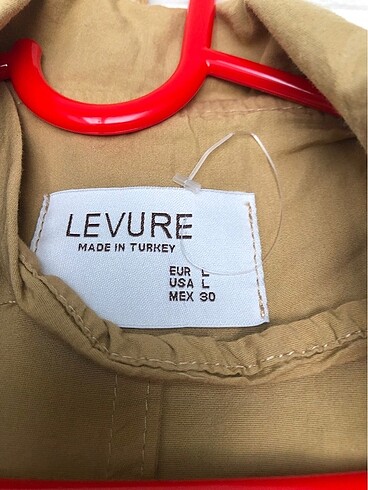 LEVURE
MADE IN TURKEY
EUR L
USA L
MEX 30